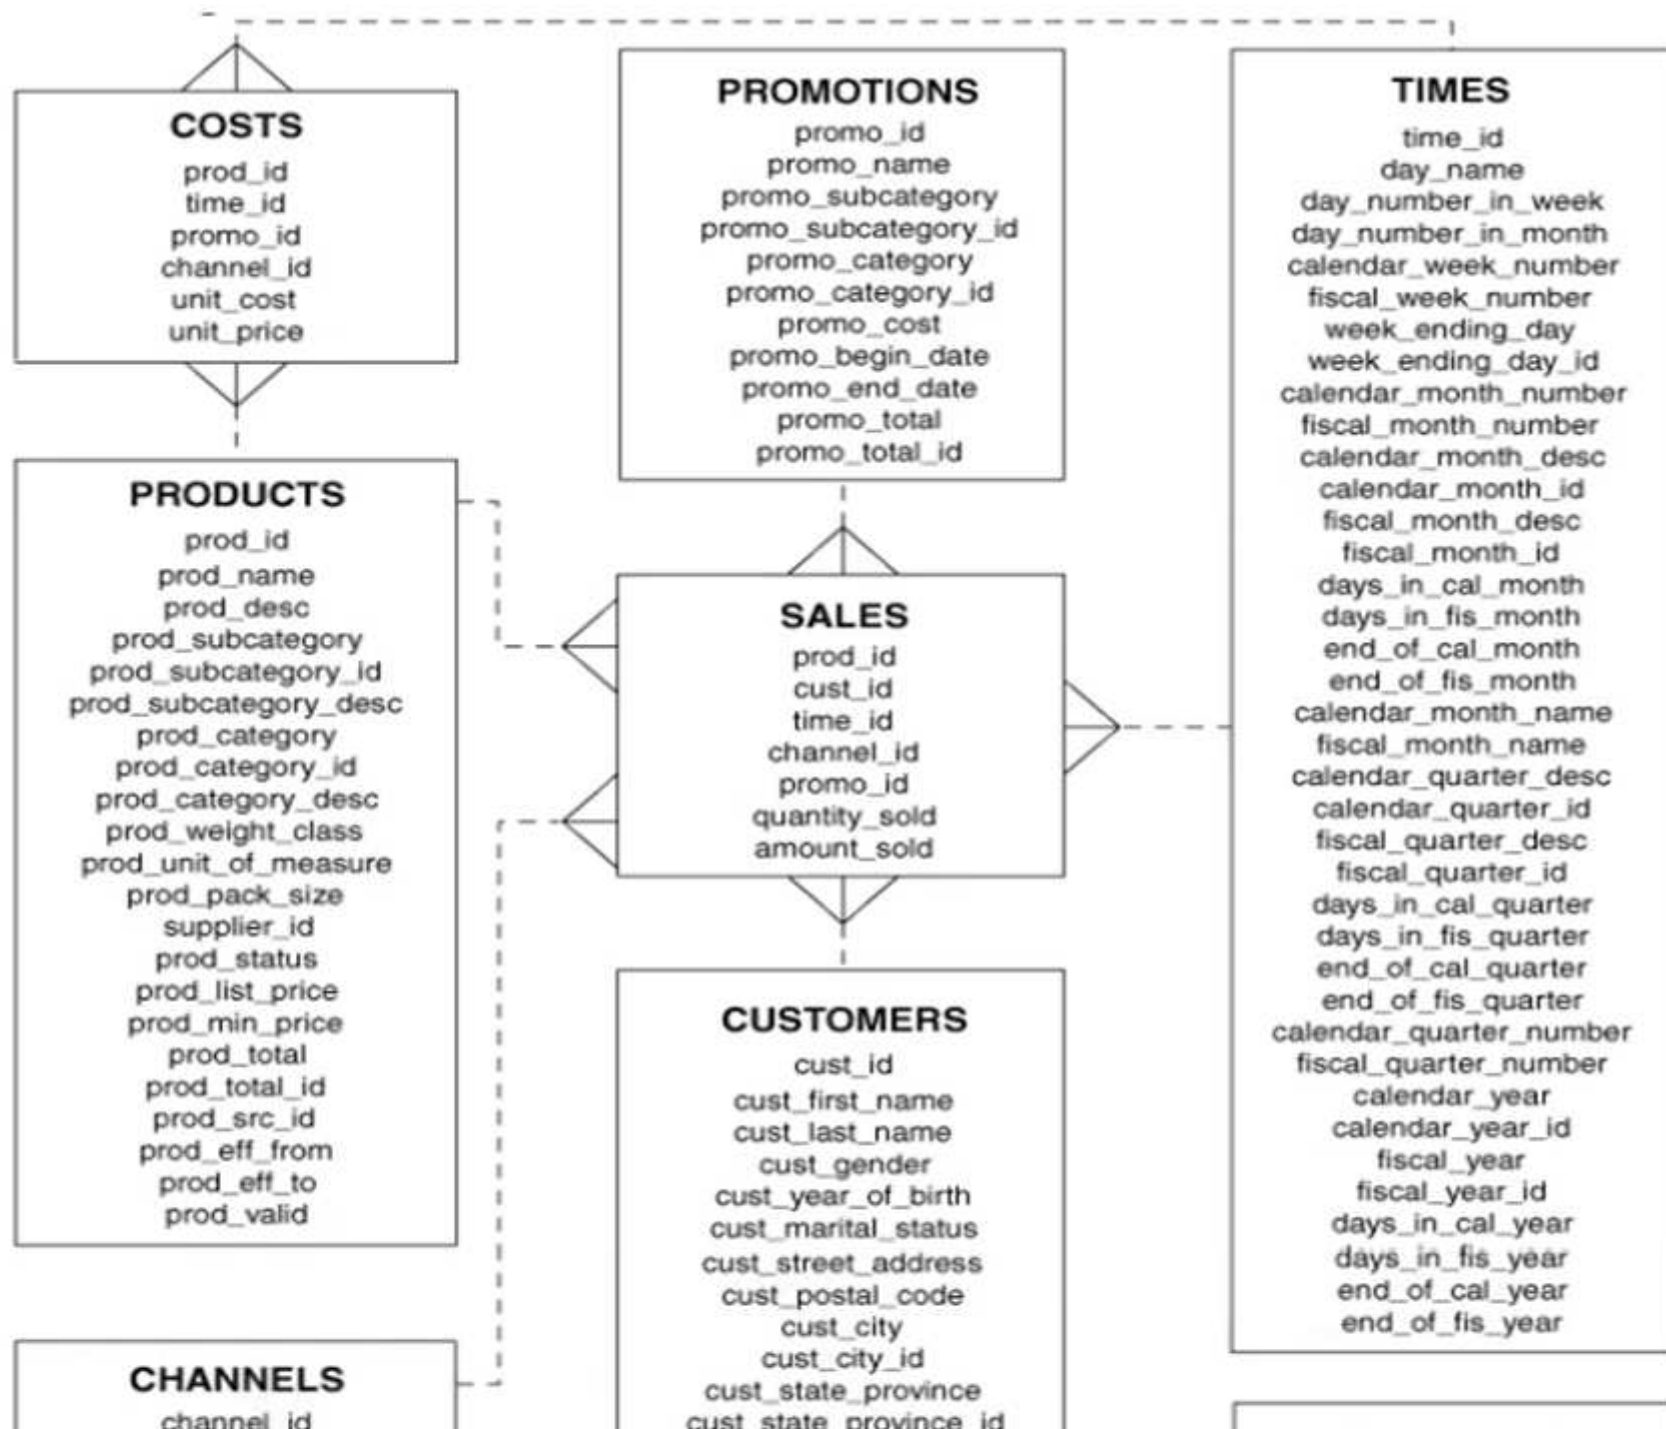 COSTS
prod_id
time_id
promo_id
channel_id
unit_cost
unit_price
PROMOTIONS
promo_id
promo_name
promo_subcategory
promo_subcategory_id
promo_category
promo_category_id
promo_cost
promo_begin_date
promo_end_date
promo_total
promo_total_id
TIMES
time_id
day_name
day_number_in_week
day_number_in_month
calendar_week_number
fiscal_week_number
week_ending_day
week_ending_day_id
calendar_month_number
fiscal_month_number
calendar_month_desc
calendar_month_id
fiscal_month_desc
fiscal_month_id
days_in_cal_month
days_in_fis_month
end_of_cal_month
end_of_fis_month
calendar_month_name
fiscal_month_name
calendar_quarter_desc
calendar_quarter_id
fiscal_quarter_desc
fiscal_quarter_id
days_in_cal_quarter
days_in_fis_quarter
end_of_cal_quarter
end_of_fis_quarter
calendar_quarter_number
fiscal_quarter_number
calendar_year
calendar_year_id
fiscal_year
fiscal_year_id
days_in_cal_year
days_in_fis_year
end_of_cal_year
end_of_fis_year
PRODUCTS
prod_id
prod_name
prod_desc
prod_subcategory
prod_subcategory_id
prod_subcategory_desc
prod_category
prod_category_id
prod_category_desc
prod_weight_class
prod_unit_of_measure
prod_pack_size
supplier_id
prod_status
prod_list_price
prod_min_price
prod_total
prod_total_id
prod_src_id
prod_eff_from
prod_eff_to
prod_valid
SALES
prod_id
cust_id
time_id
channel_id
promo_id
quantity_sold
amount_sold
CUSTOMERS
cust_id
cust_first_name
cust_last_name
cust_gender
cust_year_of_birth
cust_marital_status
cust_street_address
cust_postal_code
cust_city
cust_city_id
cust_state_province
cust_state_province_id
CHANNELS
channel_id